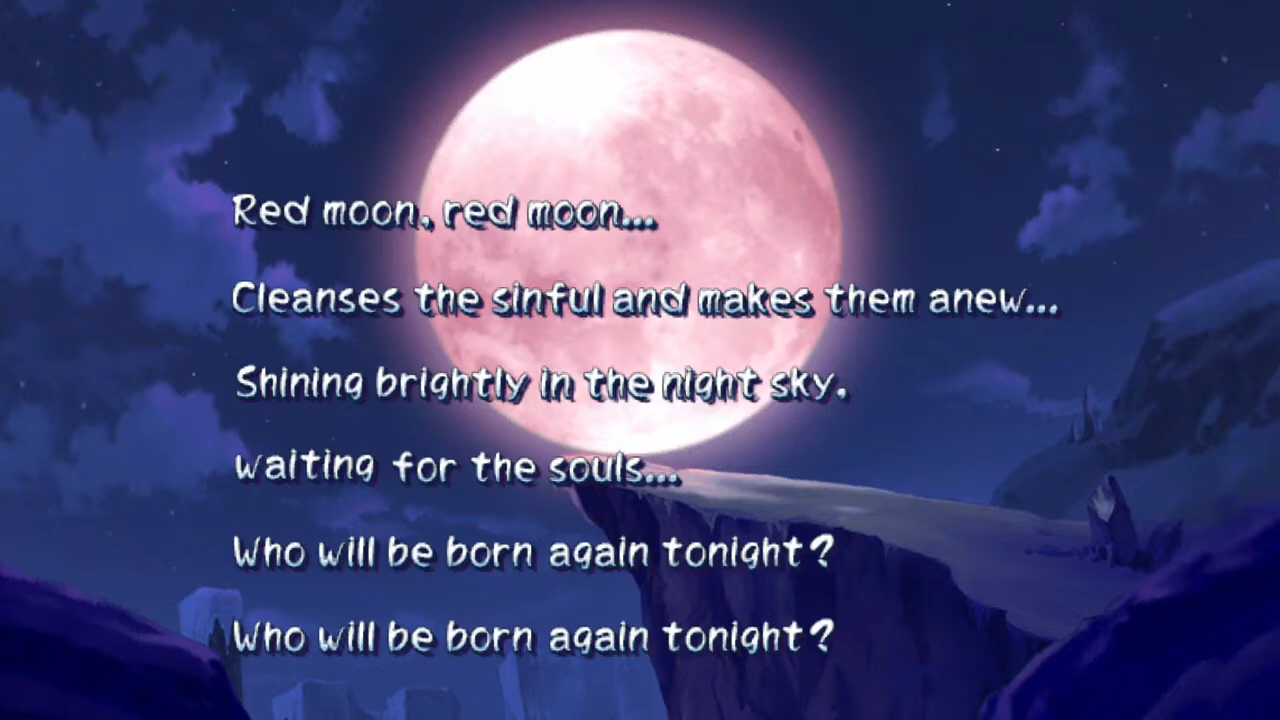 Red moon, red moon...
Cleanses the sinful and makes them anew...
Shining brightly in the night sky.
waiting for the souls...
Who will be born again tonight?
Who will be born again tonight?